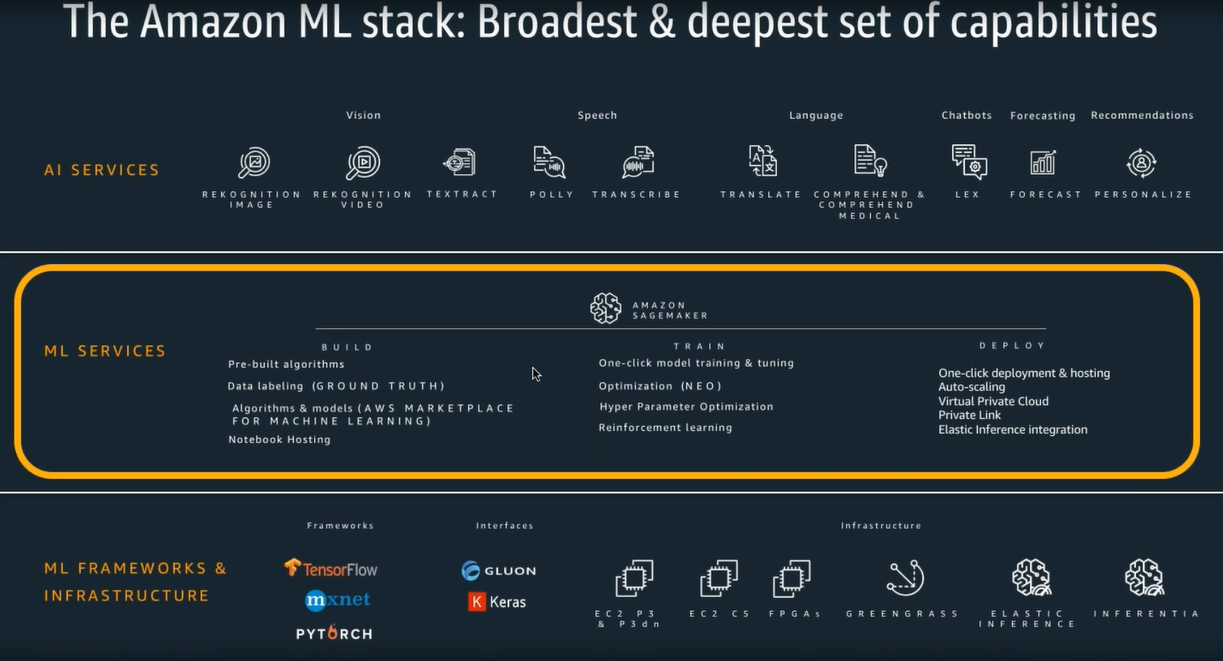 The Amazon ML stack: Broadest & deepest set of capabilities
Vision
Speech
Language
Chatbots
Forecasting
Recommendations
AI SERVICES
REKOGNITION
IMAGE
REKOGNITION
VIDEO
TEXTRACT
POLLY
TRANSCRIBE
TRANSLATE
COMPREHEND &
COMPREHEND
MEDICAL
LEX
FORECAST
PERSONALIZE
AMAZON
SAGEMAKER
ML SERVICES
BUILD
Pre-built algorithms
Data labeling (GROUND TRUTH)
Algorithms & models (AWS MARKETPLACE
FOR MACHINE LEARNING)
Notebook Hosting
TRAIN
One-click model training & tuning
Optimization (NEO)
Hyper Parameter Optimization
Reinforcement learning
DEPLOY
One-click deployment & hosting
Auto-scaling
Virtual Private Cloud
Private Link
Elastic Inference integration
ML FRAMEWORKS &
INFRASTRUCTURE
Frameworks
TensorFlow
mxnet
PYTORCH
Interfaces
GLUON
K Keras
Infrastructure
EC2 P3
& P3dn
EC2 C5
FPGAs
GREENGRASS
ELASTIC
INFERENCE
INFERENTIA